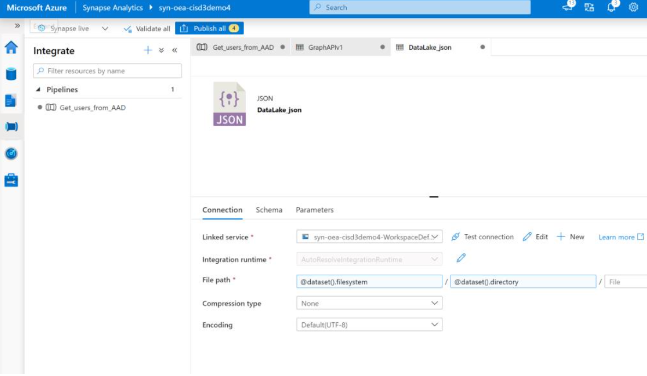 Microsoft Azure
Synapse Analytics
syn-oea-cisd3demo4
Search
Synapse live
Validate all
Publish all
4
Integrate
Filter resources by name
Pipelines
1
Get_users_from_AAD
Get_users_from_AAD
GraphAPIv1
DataLake_json
JSON
JSON
DataLake_json
Connection
Schema
Parameters
Linked service *
syn-oea-cisd3demo4-WorkspaceDef...
Test connection
Edit
New
Learn more
Integration runtime *
AutoResolveIntegrationRuntime
File path *
@dataset().filesystem
/
@dataset().directory
/
File
Compression type
None
Encoding
Default(UTF-8)